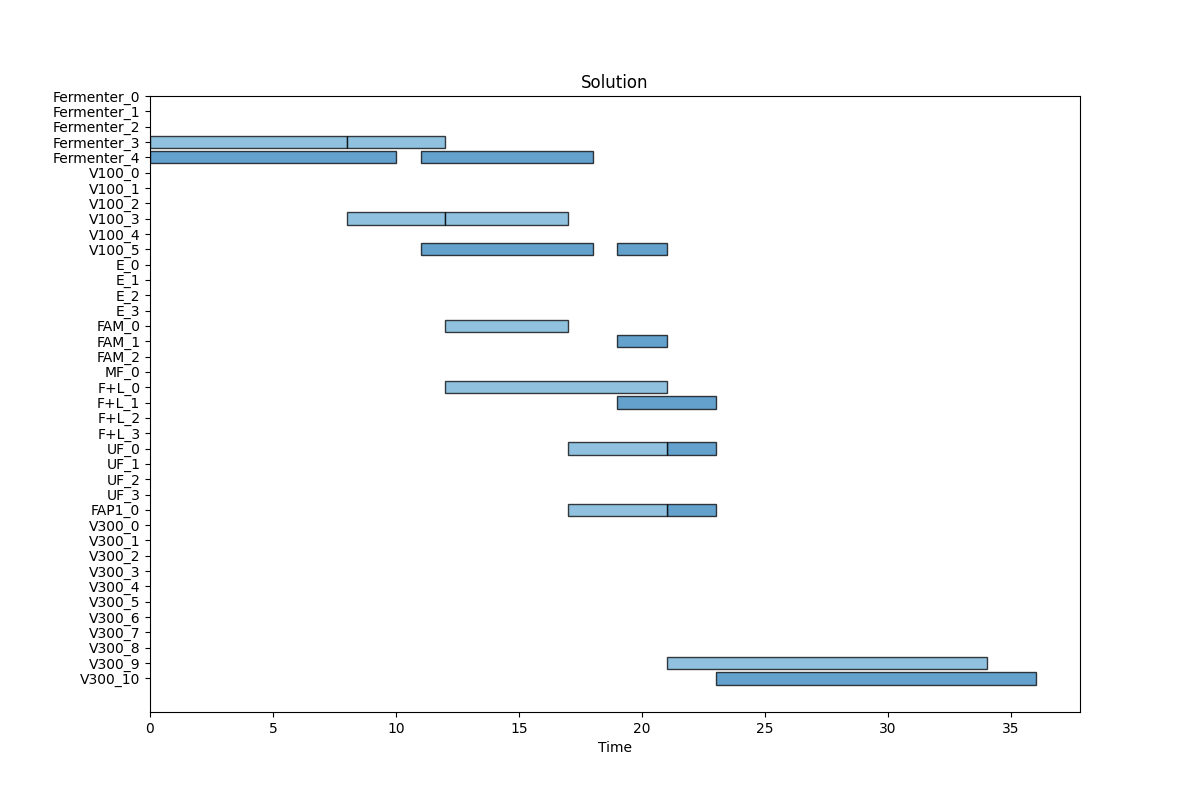 Solution
Fermenter_0
Fermenter_1
Fermenter_2
Fermenter_3
Fermenter_4
V100_0
V100_1
V100_2
V100_3
V100_4
V100_5
E_0
E_1
E_2
E_3
FAM_0
FAM_1
FAM_2
MF_0
F+L_0
F+L_1
F+L_2
F+L_3
UF_0
UF_1
UF_2
UF_3
FAP1_0
V300_0
V300_1
V300_2
V300_3
V300_4
V300_5
V300_6
V300_7
V300_8
V300_9
V300_10
0 5 10 15 20 25 30 35
Time